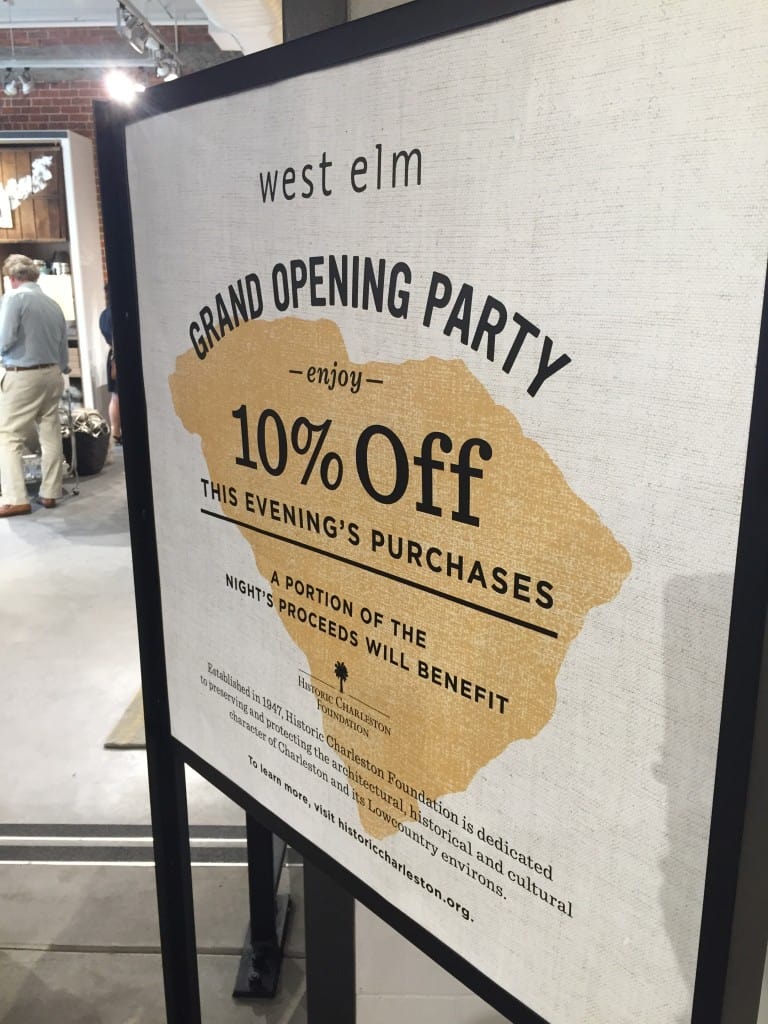 west elm
GRAND OPENING PARTY
–enjoy–
10% Off
THIS EVENING'S PURCHASES
A PORTION OF THE
NIGHT'S PROCEEDS WILL BENEFIT
HISTORIC CHARLESTON
FOUNDATION
Established in 1947, Historic Charleston Foundation is dedicated
to preserving and protecting the architectural, historical and cultural
character of Charleston and its Lowcountry environs.
To learn more, visit historiccharleston.org.